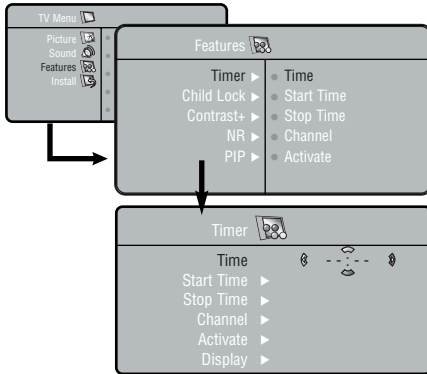 TV Menu
Picture
Sound
Features
Install
Features
Timer Time
Child Lock Start Time
Contrast+ Stop Time
NR Channel
PIP Activate
Timer
Time --:--
Start Time
Stop Time
Channel
Activate
Display